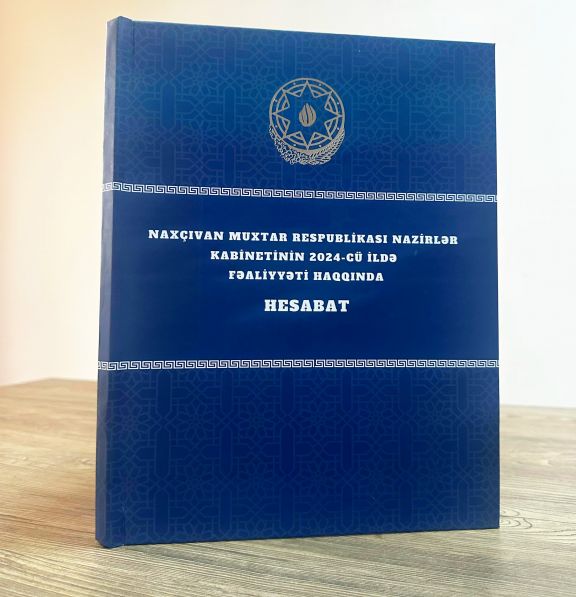 NAXÇIVAN MUXTAR RESPUBLİKASI NAZİRLƏR
KABİNETİNİN 2024-CÜ İLDƏ
FƏALİYYƏTİ HAQQINDA
HESABAT